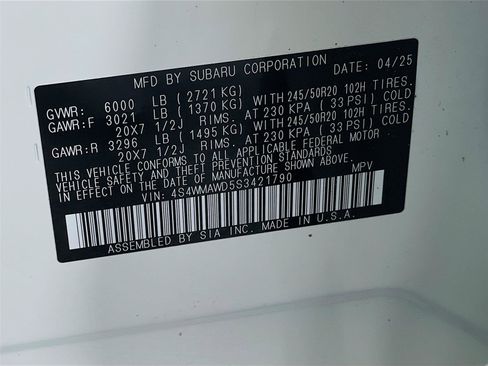 MFD BY SUBARU CORPORATION DATE: 04/25
GVWR: 6000 LB ( 2721 KG)
GAWR:F 3021 LB ( 1370 KG) WITH 245/50R20 102H TIRES.
20X7 1/2J RIMS. AT 230 KPA ( 33 PSI) COLD
GAWR:R 3296 LB ( 1495 KG) WITH 245/50R20 102H TIRES.
20X7 1/2J RIMS. AT 230 KPA ( 33 PSI) COLD
THIS VEHICLE CONFORMS TO ALL APPLICABLE FEDERAL MOTOR
VEHICLE SAFETY AND EMISSIONS STANDARDS IN EFFECT ON THE
DATE OF MANUFACTURE SHOWN ABOVE.
VIN: 4S4WMAWD5S3421790 MPV
ASSEMBLED BY SIA INC. MADE IN U.S.A.